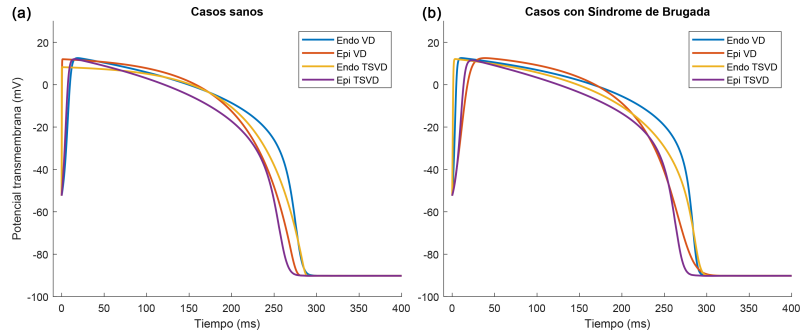 (a)
Casos sanos
Potencial transmembrana (mV)
20
0
-20
-40
-60
-80
-100
0
50
100
150
200
250
300
350
400
Tiempo (ms)
Endo VD
Epi VD
Endo TSVD
Epi TSVD
(b)
Casos con Síndrome de Brugada
20
0
-20
-40
-60
-80
-100
0
50
100
150
200
250
300
350
400
Tiempo (ms)
Endo VD
Epi VD
Endo TSVD
Epi TSVD